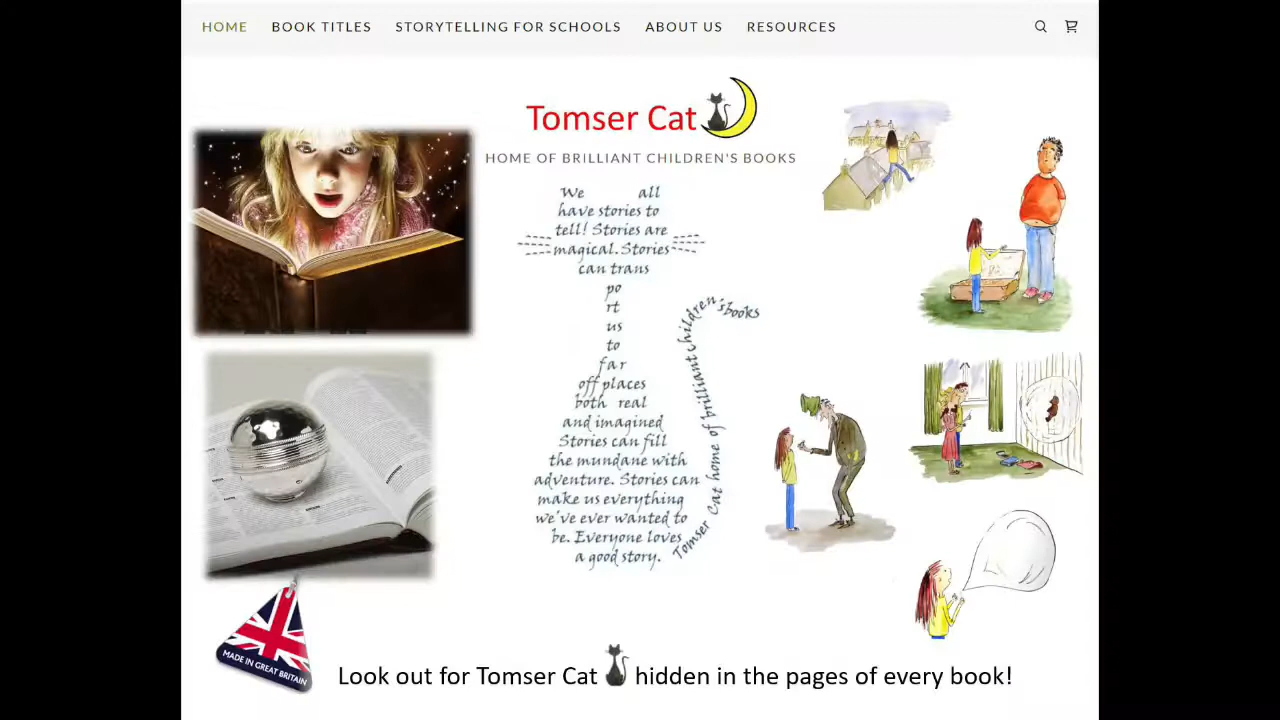 HOME BOOK TITLES STORYTELLING FOR SCHOOLS ABOUT US RESOURCES
Tomser Cat
HOME OF BRILLIANT CHILDREN'S BOOKS
We all
have stories to
tell! Stories are
magical. Stories
can trans
po
rt
us
to
far
off places
both real
and imagined
Stories can fill
the mundane with
adventure. Stories can
make us everything
we've ever wanted to
be. Everyone loves
a good story.
Tomser Cat home of brilliant children's books
MADE IN GREAT BRITAIN
Look out for Tomser Cat hidden in the pages of every book!